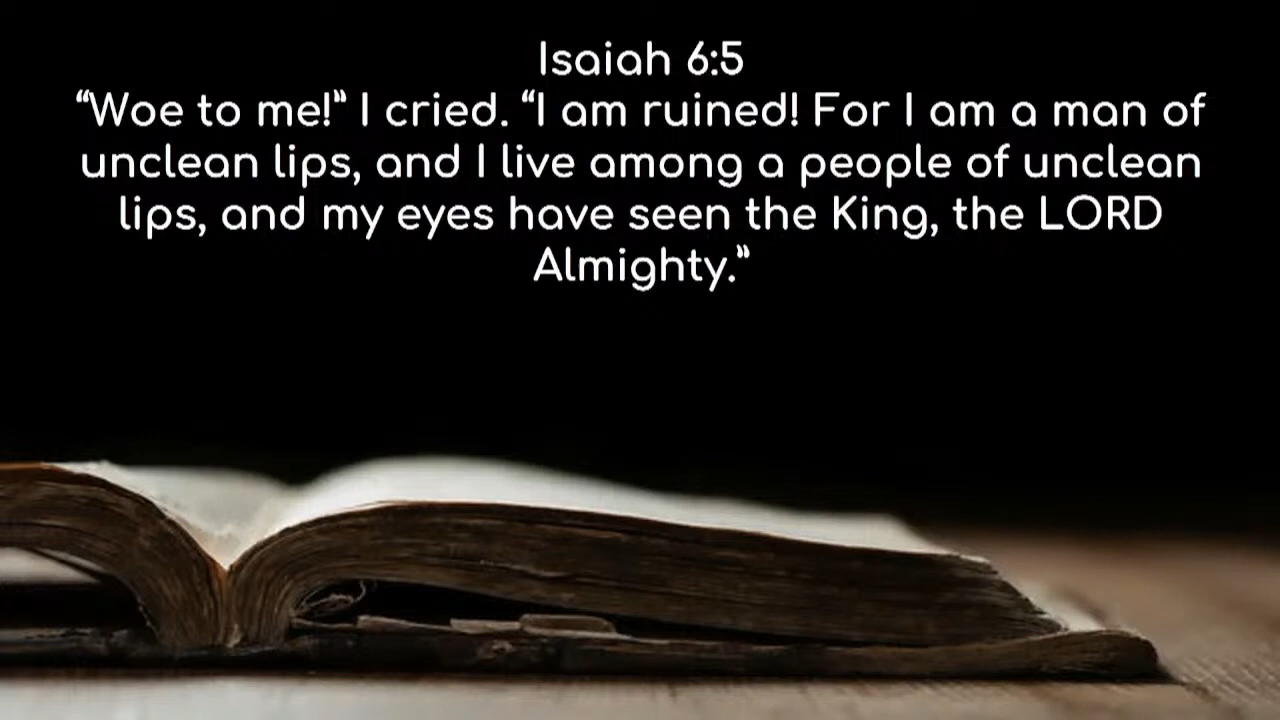 Isaiah 6:5
“Woe to me!” I cried. “I am ruined! For I am a man of
unclean lips, and I live among a people of unclean
lips, and my eyes have seen the King, the LORD
Almighty.”